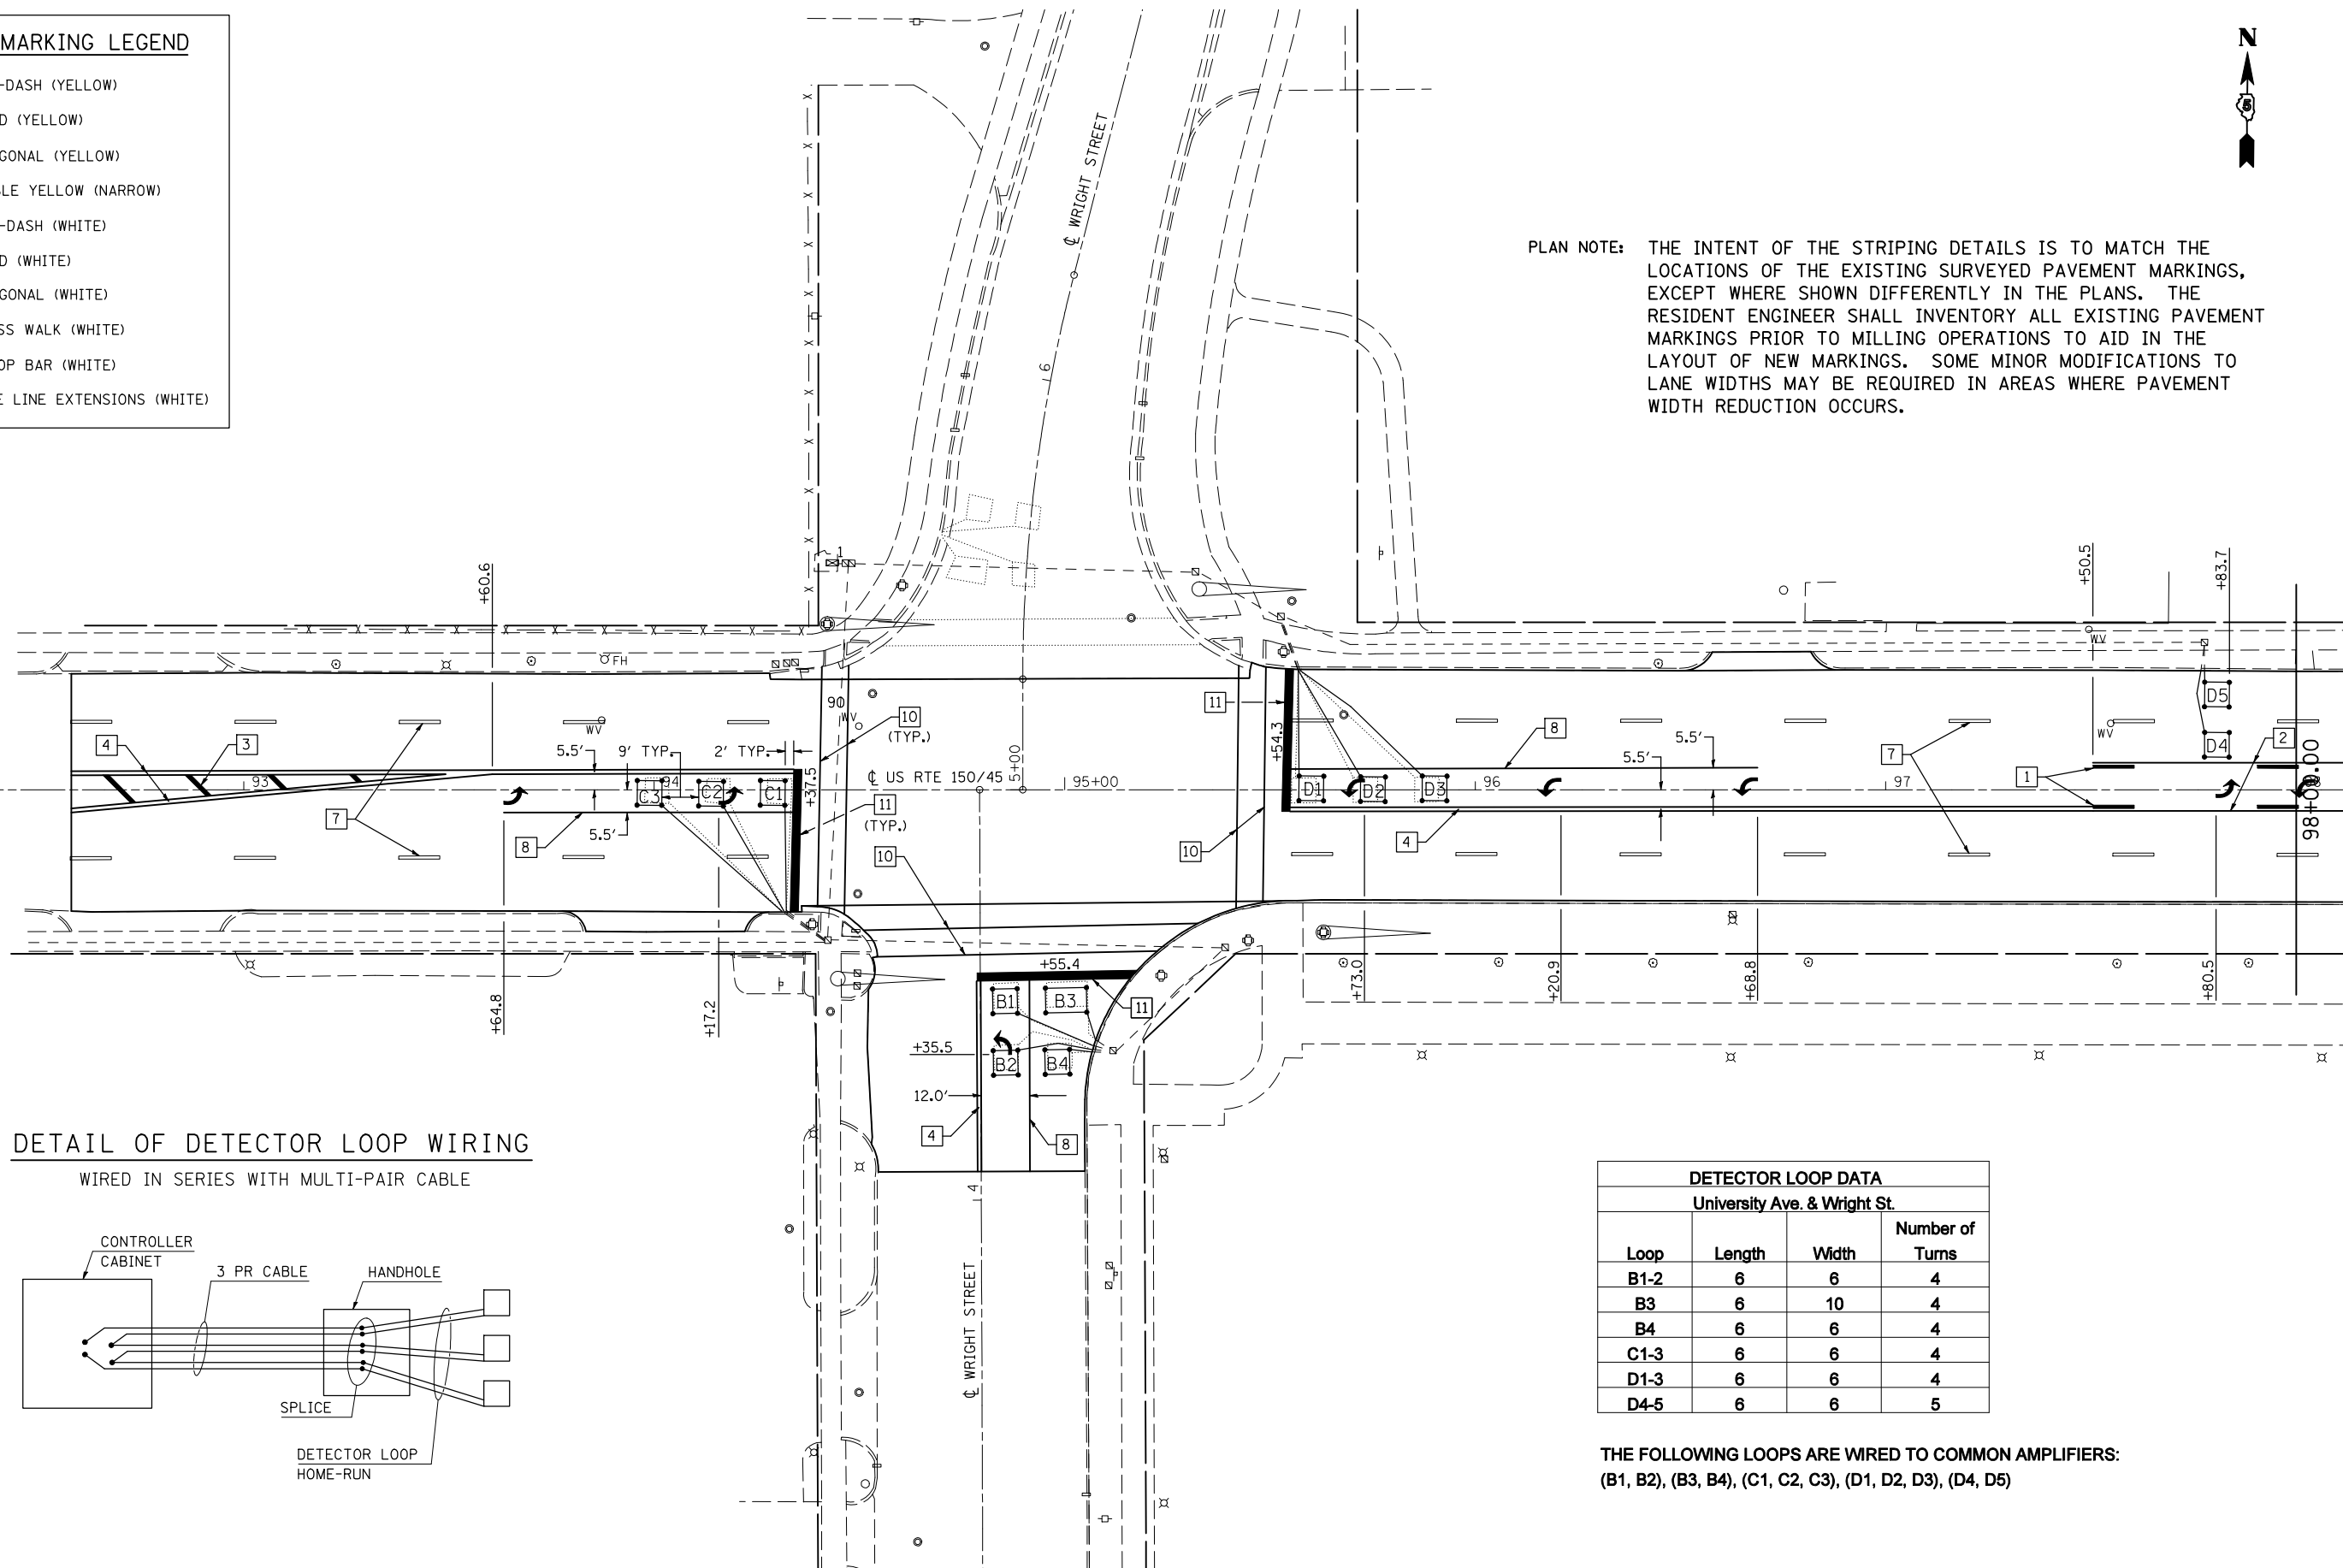 MARKING LEGEND
-DASH (YELLOW)
D (YELLOW)
GONAL (YELLOW)
BLE YELLOW (NARROW)
-DASH (WHITE)
D (WHITE)
GONAL (WHITE)
SS WALK (WHITE)
OP BAR (WHITE)
E LINE EXTENSIONS (WHITE)
N
5
PLAN NOTE: THE INTENT OF THE STRIPING DETAILS IS TO MATCH THE
LOCATIONS OF THE EXISTING SURVEYED PAVEMENT MARKINGS,
EXCEPT WHERE SHOWN DIFFERENTLY IN THE PLANS. THE
RESIDENT ENGINEER SHALL INVENTORY ALL EXISTING PAVEMENT
MARKINGS PRIOR TO MILLING OPERATIONS TO AID IN THE
LAYOUT OF NEW MARKINGS. SOME MINOR MODIFICATIONS TO
LANE WIDTHS MAY BE REQUIRED IN AREAS WHERE PAVEMENT
WIDTH REDUCTION OCCURS.
℄ WRIGHT STREET
6
1
+60.6
+50.5
+83.7
FH
WV
WV
WV
WV
90
4
3
5.5'
9' TYP.
2' TYP.
10
(TYP.)
11
+54.3
8
5.5'
5.5'
7
D5
D4
2
1
98+00.00
98
93
94
C3
C2
C1
+37.5
℄ US RTE 150/45
5+00
95+00
D1
D2
D3
96
97
7
8
5.5'
11
(TYP.)
10
10
4
+64.8
+17.2
+55.4
+73.0
+20.9
+68.8
+80.5
B1
B3
11
+35.5
B2
B4
12.0'
4
8
4
℄ WRIGHT STREET
DETAIL OF DETECTOR LOOP WIRING
WIRED IN SERIES WITH MULTI-PAIR CABLE
CONTROLLER
CABINET
3 PR CABLE
HANDHOLE
SPLICE
DETECTOR LOOP
HOME-RUN
DETECTOR LOOP DATA
University Ave. & Wright St.
Loop Length Width Number of Turns
B1-2 6 6 4
B3 6 10 4
B4 6 6 4
C1-3 6 6 4
D1-3 6 6 4
D4-5 6 6 5
THE FOLLOWING LOOPS ARE WIRED TO COMMON AMPLIFIERS:
(B1, B2), (B3, B4), (C1, C2, C3), (D1, D2, D3), (D4, D5)